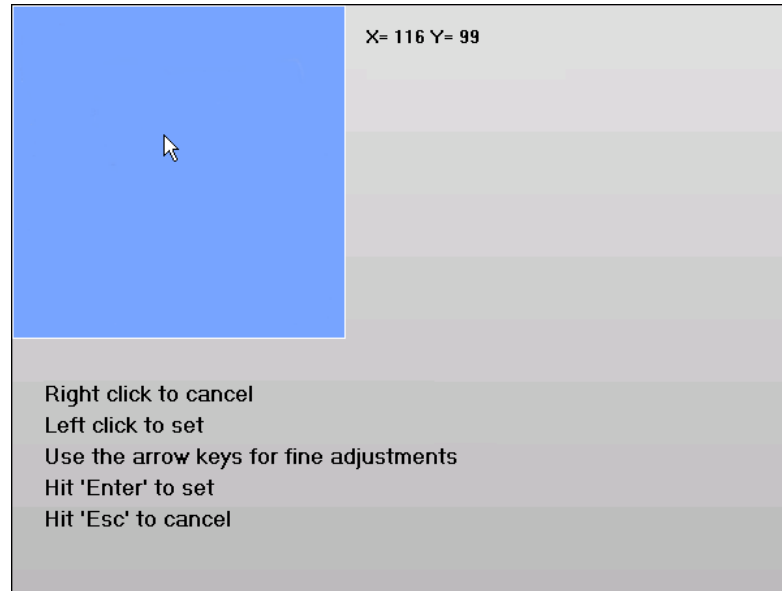 X= 116 Y= 99
Right click to cancel
Left click to set
Use the arrow keys for fine adjustments
Hit 'Enter' to set
Hit 'Esc' to cancel